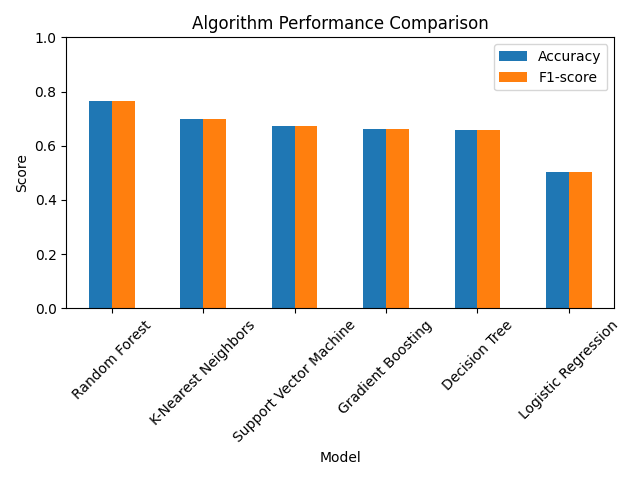 Algorithm Performance Comparison
Accuracy
F1-score
Score
1.0
0.8
0.6
0.4
0.2
0.0
Random Forest
K-Nearest Neighbors
Support Vector Machine
Gradient Boosting
Decision Tree
Logistic Regression
Model